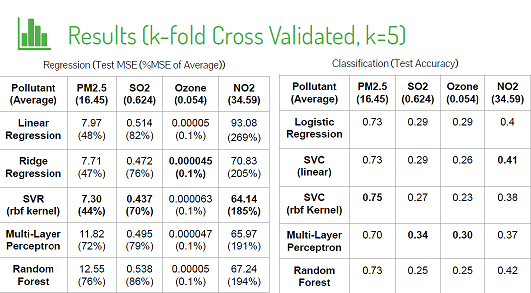 Results (k-fold Cross Validated, k=5)
Regression (Test MSE (%MSE of Average))
Pollutant (Average) PM2.5 (16.45) SO2 (0.624) Ozone (0.054) NO2 (34.59)
Linear Regression 7.97 (48%) 0.514 (82%) 0.00005 (0.1%) 93.08 (269%)
Ridge Regression 7.71 (47%) 0.472 (76%) 0.000045 (0.1%) 70.83 (205%)
SVR (rbf kernel) 7.30 (44%) 0.437 (70%) 0.000063 (0.1%) 64.14 (185%)
Multi-Layer Perceptron 11.82 (72%) 0.495 (79%) 0.000047 (0.1%) 65.97 (191%)
Random Forest 12.55 (76%) 0.538 (86%) 0.00005 (0.1%) 67.24 (194%)
Classification (Test Accuracy)
Pollutant (Average) PM2.5 (16.45) SO2 (0.624) Ozone (0.054) NO2 (34.59)
Logistic Regression 0.73 0.29 0.29 0.4
SVC (linear) 0.73 0.29 0.26 0.41
SVC (rbf Kernel) 0.75 0.27 0.23 0.38
Multi-Layer Perceptron 0.70 0.34 0.30 0.37
Random Forest 0.73 0.25 0.25 0.42